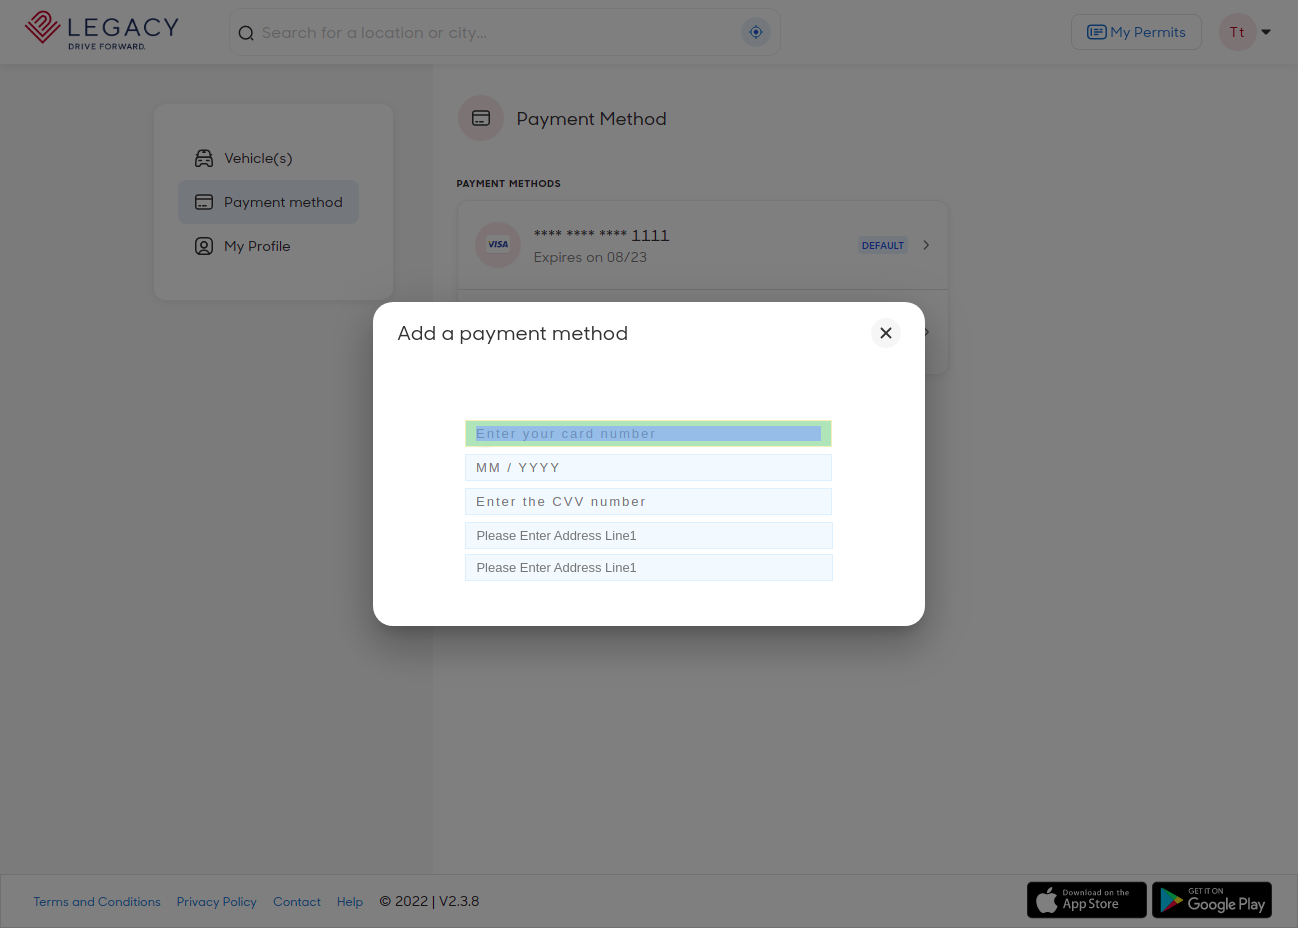 LEGACY
DRIVE FORWARD.
Search for a location or city...
My Permits
Tt
Vehicle(s)
Payment method
My Profile
Payment Method
PAYMENT METHODS
VISA
**** **** **** 1111
Expires on 08/23
DEFAULT
Add a payment method
Enter your card number
MM / YYYY
Enter the CVV number
Please Enter Address Line1
Please Enter Address Line1
Terms and Conditions
Privacy Policy
Contact
Help
© 2022 | V2.3.8
Download on the
App Store
GET IT ON
Google Play